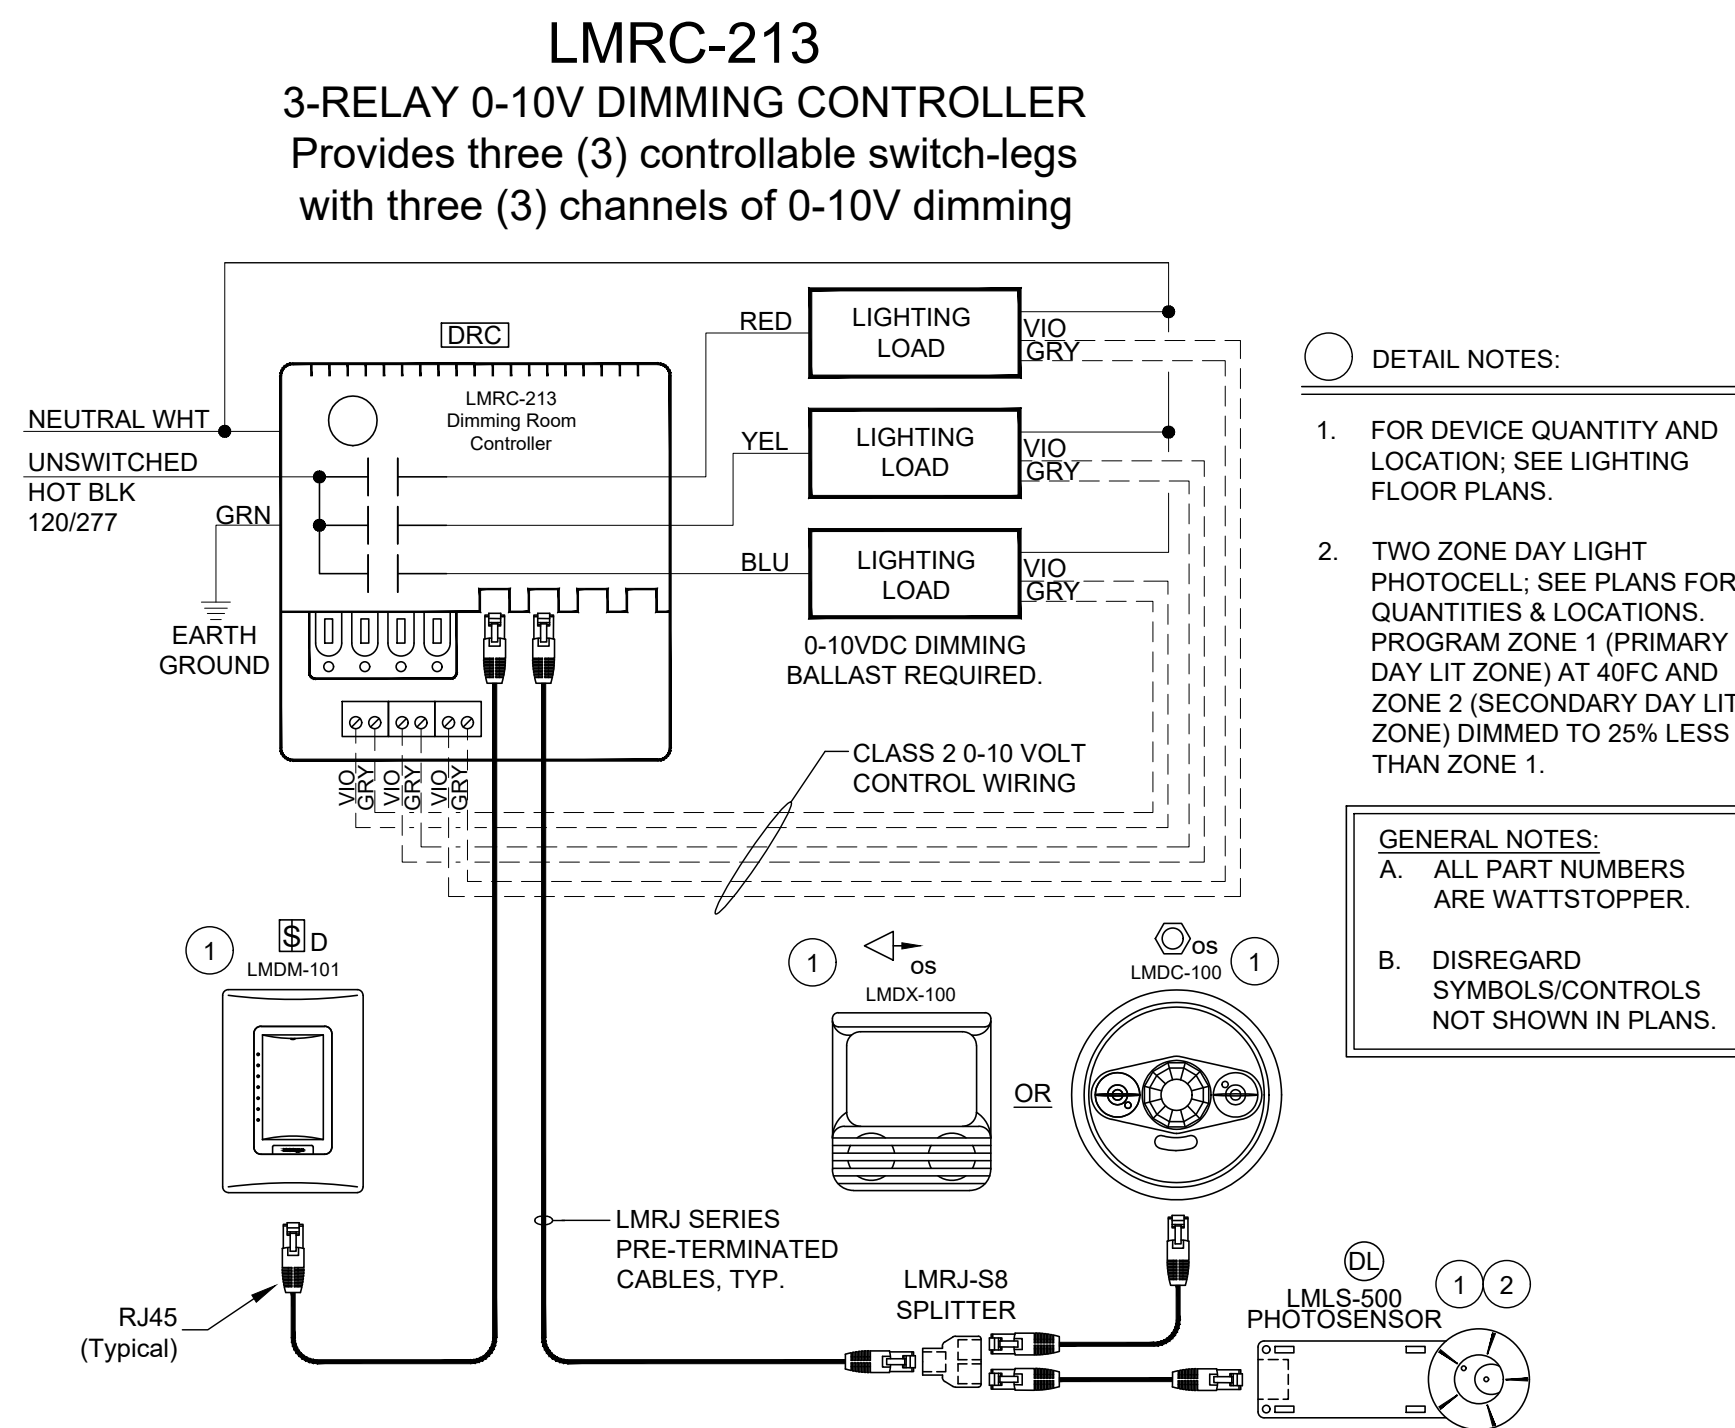 LMRC-213
3-RELAY 0-10V DIMMING CONTROLLER
Provides three (3) controllable switch-legs
with three (3) channels of 0-10V dimming
DRC
LMRC-213
Dimming Room
Controller
NEUTRAL WHT
UNSWITCHED
HOT BLK
120/277
GRN
EARTH
GROUND
RED
LIGHTING
LOAD
VIO
GRY
YEL
LIGHTING
LOAD
VIO
GRY
BLU
LIGHTING
LOAD
VIO
GRY
0-10VDC DIMMING
BALLAST REQUIRED.
VIO
GRY
VIO
GRY
VIO
GRY
CLASS 2 0-10 VOLT
CONTROL WIRING
DETAIL NOTES:
1. FOR DEVICE QUANTITY AND
LOCATION; SEE LIGHTING
FLOOR PLANS.
2. TWO ZONE DAY LIGHT
PHOTOCELL; SEE PLANS FOR
QUANTITIES & LOCATIONS.
PROGRAM ZONE 1 (PRIMARY
DAY LIT ZONE) AT 40FC AND
ZONE 2 (SECONDARY DAY LIT
ZONE) DIMMED TO 25% LESS
THAN ZONE 1.
GENERAL NOTES:
A. ALL PART NUMBERS
ARE WATTSTOPPER.
B. DISREGARD
SYMBOLS/CONTROLS
NOT SHOWN IN PLANS.
1
$ D
LMDM-101
1
OS
LMDX-100
OR
OS
LMDC-100
1
LMRJ SERIES
PRE-TERMINATED
CABLES, TYP.
RJ45
(Typical)
LMRJ-S8
SPLITTER
DL
LMLS-500
PHOTOSENSOR
1 2